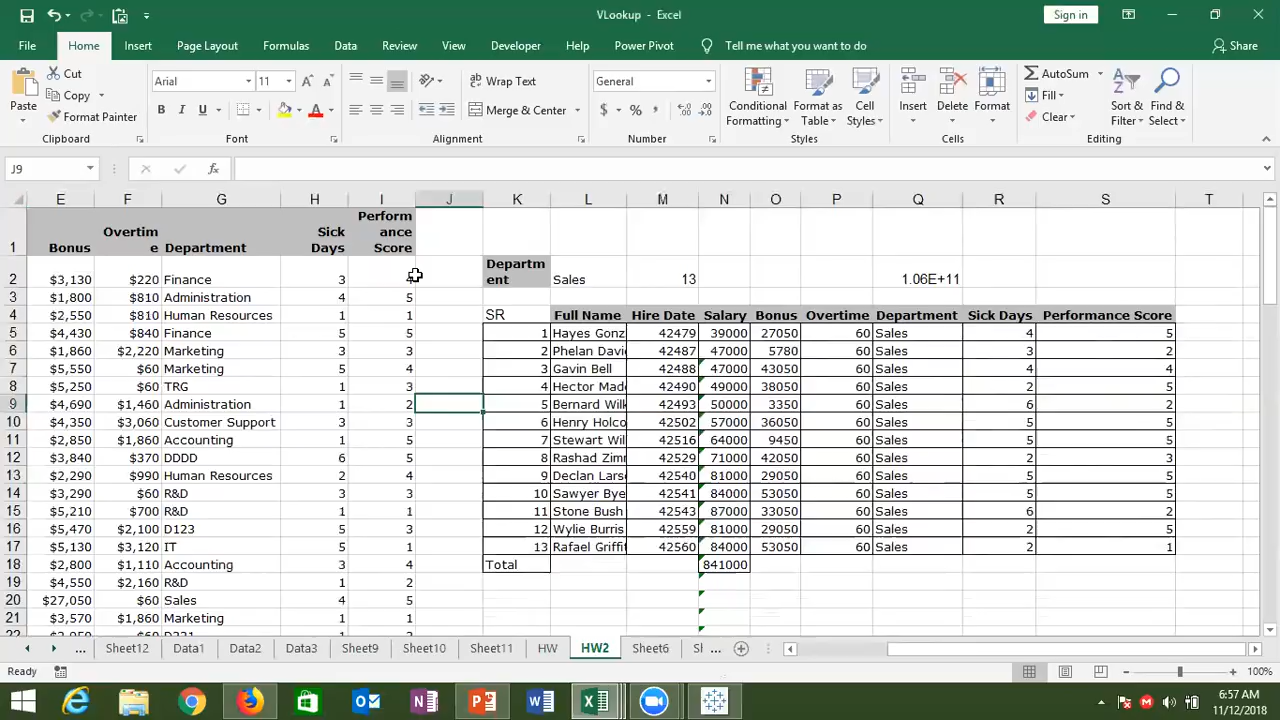 VLookup - Excel
Sign in
File Home Insert Page Layout Formulas Data Review View Developer Help Power Pivot Tell me what you want to do Share
Paste Cut Copy Format Painter
Arial 11 Wrap Text Merge & Center General
Conditional Formatting Format as Table Cell Styles Insert Delete Format AutoSum Fill Clear Sort & Filter Find & Select
Clipboard Font Alignment Number Styles Cells Editing
J9 fx
E F G H I J K L M N O P Q R S T
1 Bonus Overtime Department Sick Days Performance Score
2 $3,130 $220 Finance 3 4 Department Sales 13 1.06E+11
3 $1,800 $810 Administration 4 5
4 $2,550 $810 Human Resources 1 1 SR Full Name Hire Date Salary Bonus Overtime Department Sick Days Performance Score
5 $4,430 $840 Finance 5 5 1 Hayes Gonz 42479 39000 27050 60 Sales 4 5
6 $1,860 $2,220 Marketing 3 3 2 Phelan Davi 42487 47000 5780 60 Sales 3 2
7 $5,550 $60 Marketing 5 4 3 Gavin Bell 42488 47000 43050 60 Sales 4 4
8 $5,250 $60 TRG 1 3 4 Hector Mad 42490 49000 38050 60 Sales 2 5
9 $4,690 $1,460 Administration 1 2 5 Bernard Wilk 42493 50000 3350 60 Sales 6 2
10 $4,350 $3,060 Customer Support 3 3 6 Henry Holco 42502 57000 36050 60 Sales 5 5
11 $2,850 $1,860 Accounting 1 5 7 Stewart Wil 42516 64000 9450 60 Sales 5 5
12 $3,840 $370 DDDD 6 5 8 Rashad Zim 42529 71000 42050 60 Sales 2 3
13 $2,290 $990 Human Resources 2 4 9 Declan Lars 42540 81000 29050 60 Sales 5 5
14 $3,290 $60 R&D 3 3 10 Sawyer Bye 42541 84000 53050 60 Sales 5 5
15 $5,210 $700 R&D 1 1 11 Stone Bush 42543 87000 33050 60 Sales 6 2
16 $5,470 $2,100 D123 5 3 12 Wylie Burris 42559 81000 29050 60 Sales 2 5
17 $5,130 $3,120 IT 5 1 13 Rafael Griffi 42560 84000 53050 60 Sales 2 1
18 $2,800 $1,110 Accounting 3 4 Total 841000
19 $4,550 $2,160 R&D 1 2
20 $27,050 $60 Sales 4 5
21 $3,570 $1,860 Marketing 1 1
22
... Sheet12 Data1 Data2 Data3 Sheet9 Sheet10 Sheet11 HW HW2 Sheet6 Sl ...
Ready 100%
6:57 AM
11/12/2018